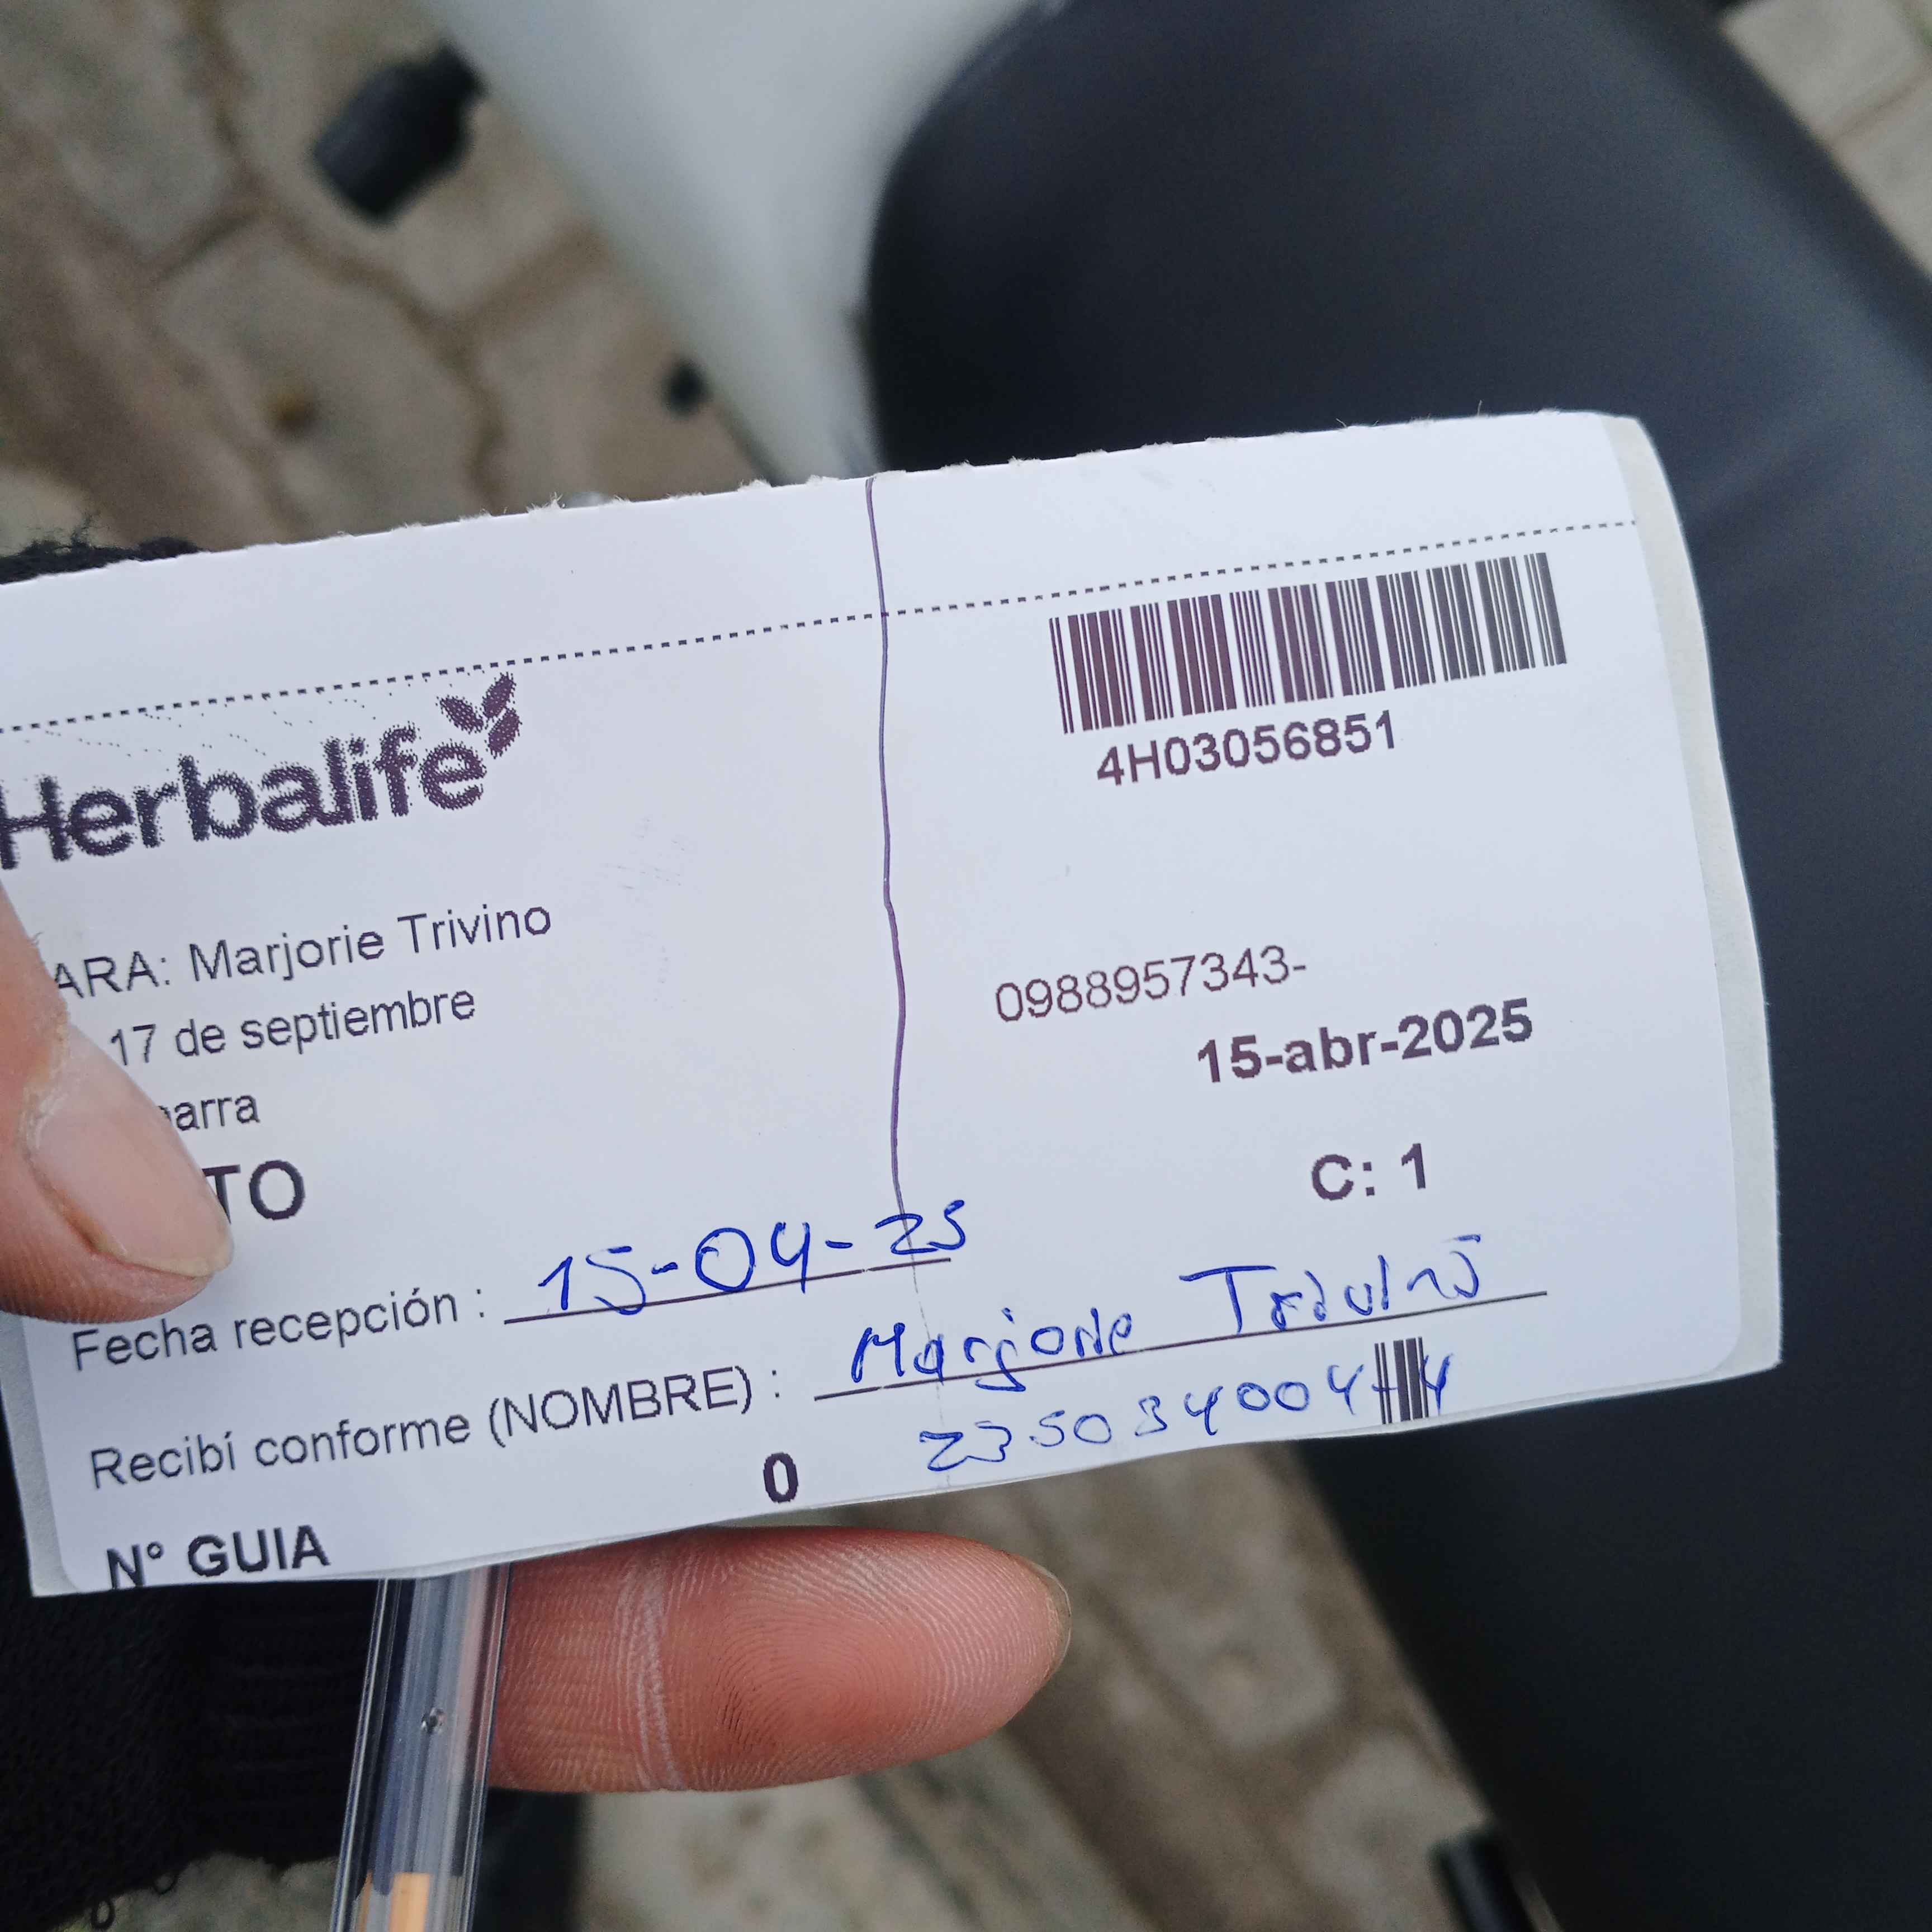 Herbalife
4H03056851
ARA: Marjorie Trivino
17 de septiembre
0988957343-
15-abr-2025
arra
TO
C: 1
Fecha recepción : 15-04-25
Recibí conforme (NOMBRE) : Marjorie Triviño
0
N° GUIA